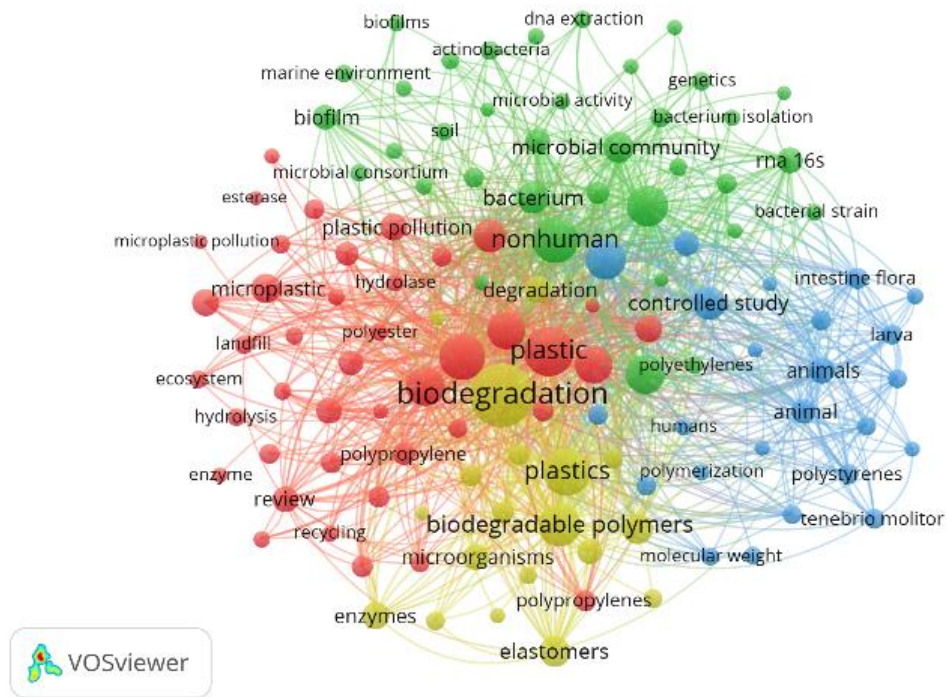 biofilms
dna extraction
actinobacteria
marine environment
genetics
microbial activity
biofilm
bacterium isolation
soil
microbial community
rna 16s
microbial consortium
esterase
bacterium
bacterial strain
plastic pollution
microplastic pollution
nonhuman
intestine flora
hydrolase
microplastic
degradation
controlled study
polyester
landfill
larva
plastic
polyethylenes
ecosystem
animals
biodegradation
hydrolysis
animal
humans
polypropylene
enzyme
plastics
polymerization
polystyrenes
review
tenebrio molitor
biodegradable polymers
recycling
microorganisms
molecular weight
polypropylenes
enzymes
elastomers
VOSviewer